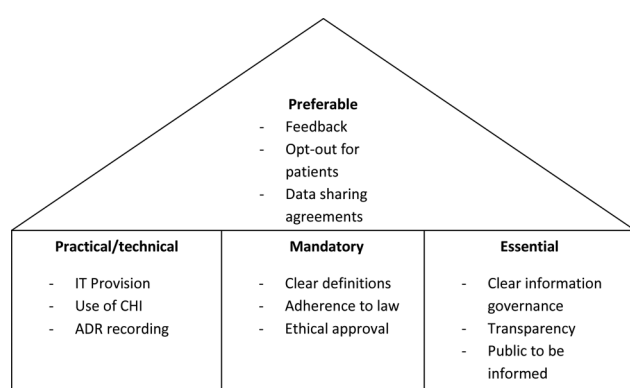 Preferable
- Feedback
- Opt-out for
patients
- Data sharing
agreements
Practical/technical
- IT Provision
- Use of CHI
- ADR recording
Mandatory
- Clear definitions
- Adherence to law
- Ethical approval
Essential
- Clear information
governance
- Transparency
- Public to be
informed